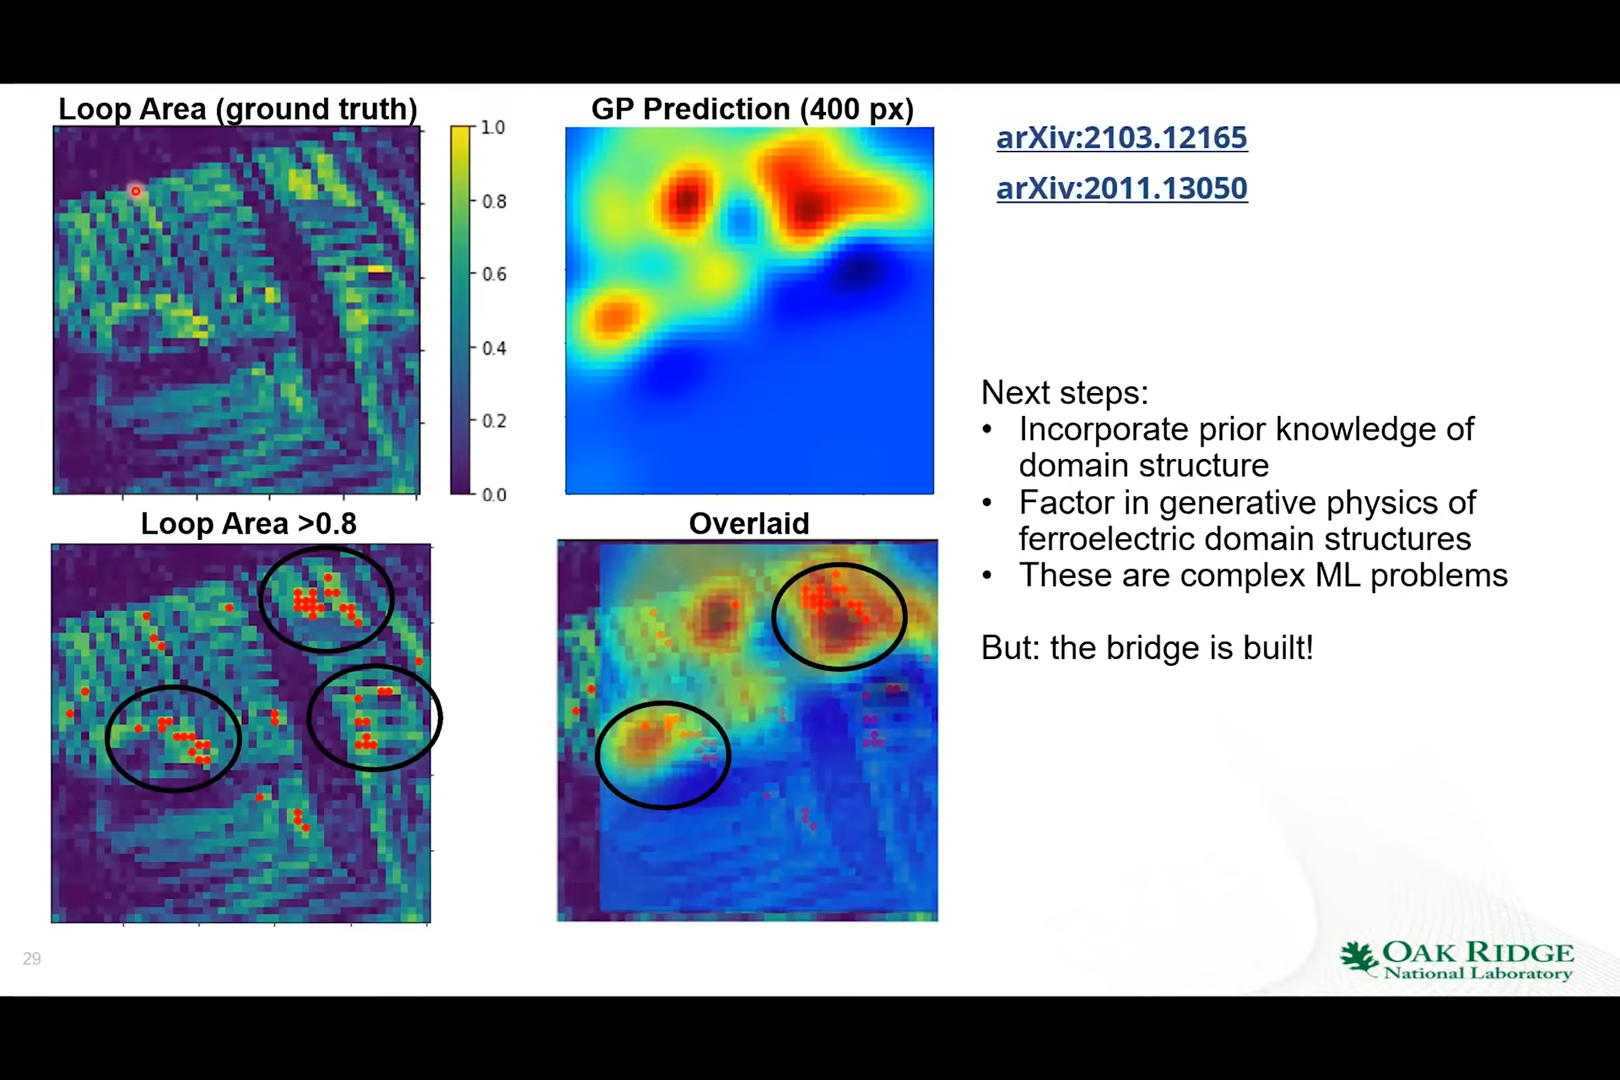 Loop Area (ground truth)
1.0
0.8
0.6
0.4
0.2
0.0
GP Prediction (400 px)
arXiv:2103.12165
arXiv:2011.13050
Loop Area >0.8
Overlaid
Next steps:
• Incorporate prior knowledge of
domain structure
• Factor in generative physics of
ferroelectric domain structures
• These are complex ML problems
But: the bridge is built!
29
OAK RIDGE
National Laboratory